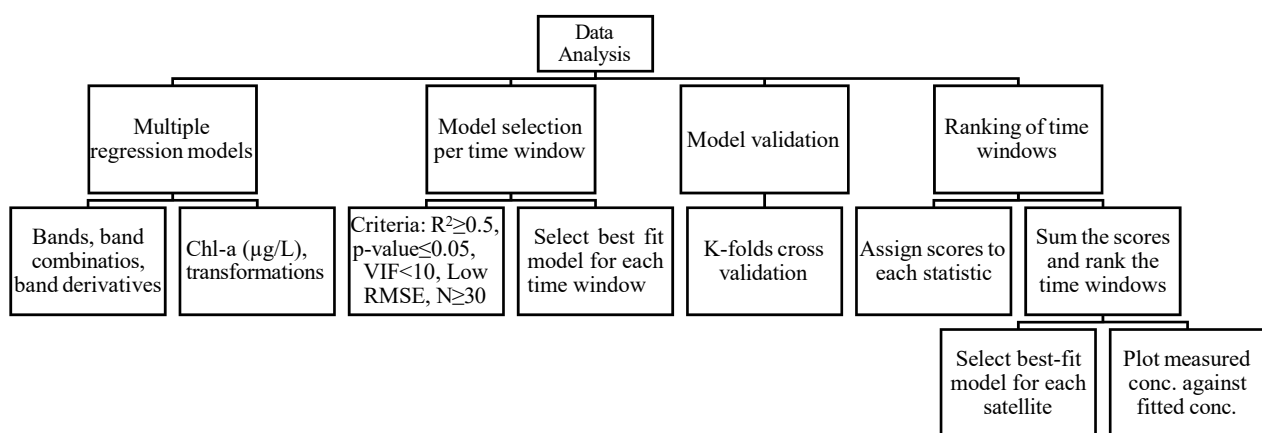 Data
Analysis
Multiple
regression models
Model selection
per time window
Model validation
Ranking of time
windows
Bands, band
combinatios,
band derivatives
Chl-a (µg/L),
transformations
Criteria: R²≥0.5,
p-value≤0.05,
VIF<10, Low
RMSE, N≥30
Select best fit
model for each
time window
K-folds cross
validation
Assign scores to
each statistic
Sum the scores
and rank the
time windows
Select best-fit
model for each
satellite
Plot measured
conc. against
fitted conc.